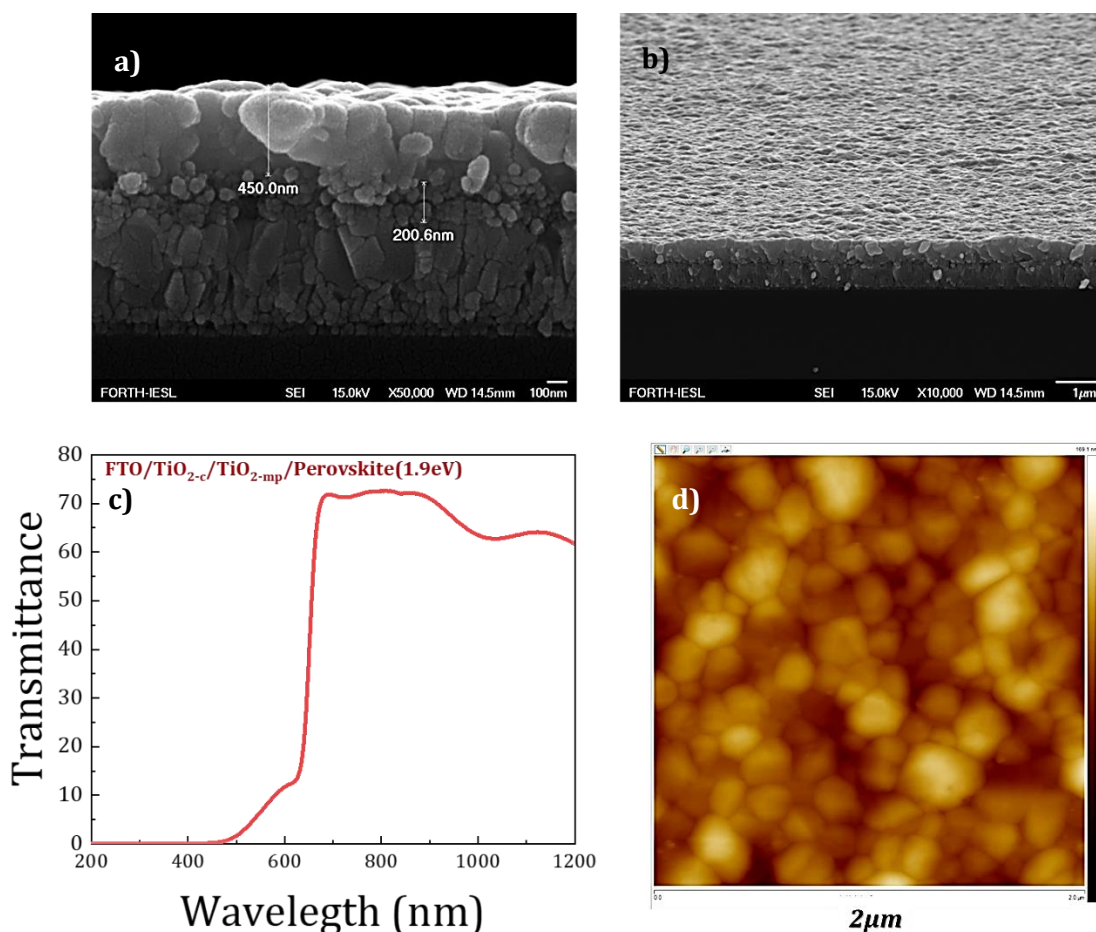 a)
450.0nm
200.6nm
FORTH-IESL SEI 15.0kV X50,000 WD 14.5mm 100nm
b)
FORTH-IESL SEI 15.0kV X10,000 WD 14.5mm 1µm
FTO/TiO2-c/TiO2-mp/Perovskite(1.9eV)
c)
Transmittance
80
70
60
50
40
30
20
10
0
200 400 600 800 1000 1200
Wavelegth (nm)
d)
0.0 2.0 µm
2µm